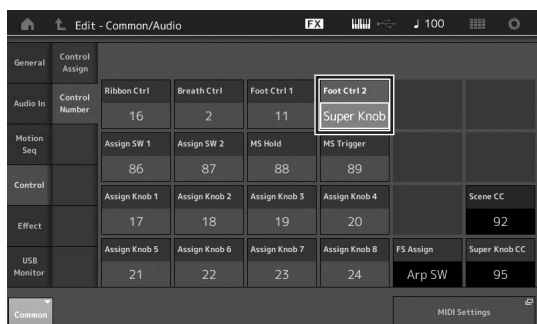 Edit - Common/Audio
FX
♩ 100
General
Control Assign
Audio In
Control Number
Ribbon Ctrl
Breath Ctrl
Foot Ctrl 1
Foot Ctrl 2
16
2
11
Super Knob
Motion Seq
Assign SW 1
Assign SW 2
MS Hold
MS Trigger
86
87
88
89
Control
Assign Knob 1
Assign Knob 2
Assign Knob 3
Assign Knob 4
Scene CC
Effect
17
18
19
20
92
Assign Knob 5
Assign Knob 6
Assign Knob 7
Assign Knob 8
FS Assign
Super Knob CC
USB Monitor
21
22
23
24
Arp SW
95
Common
MIDI Settings